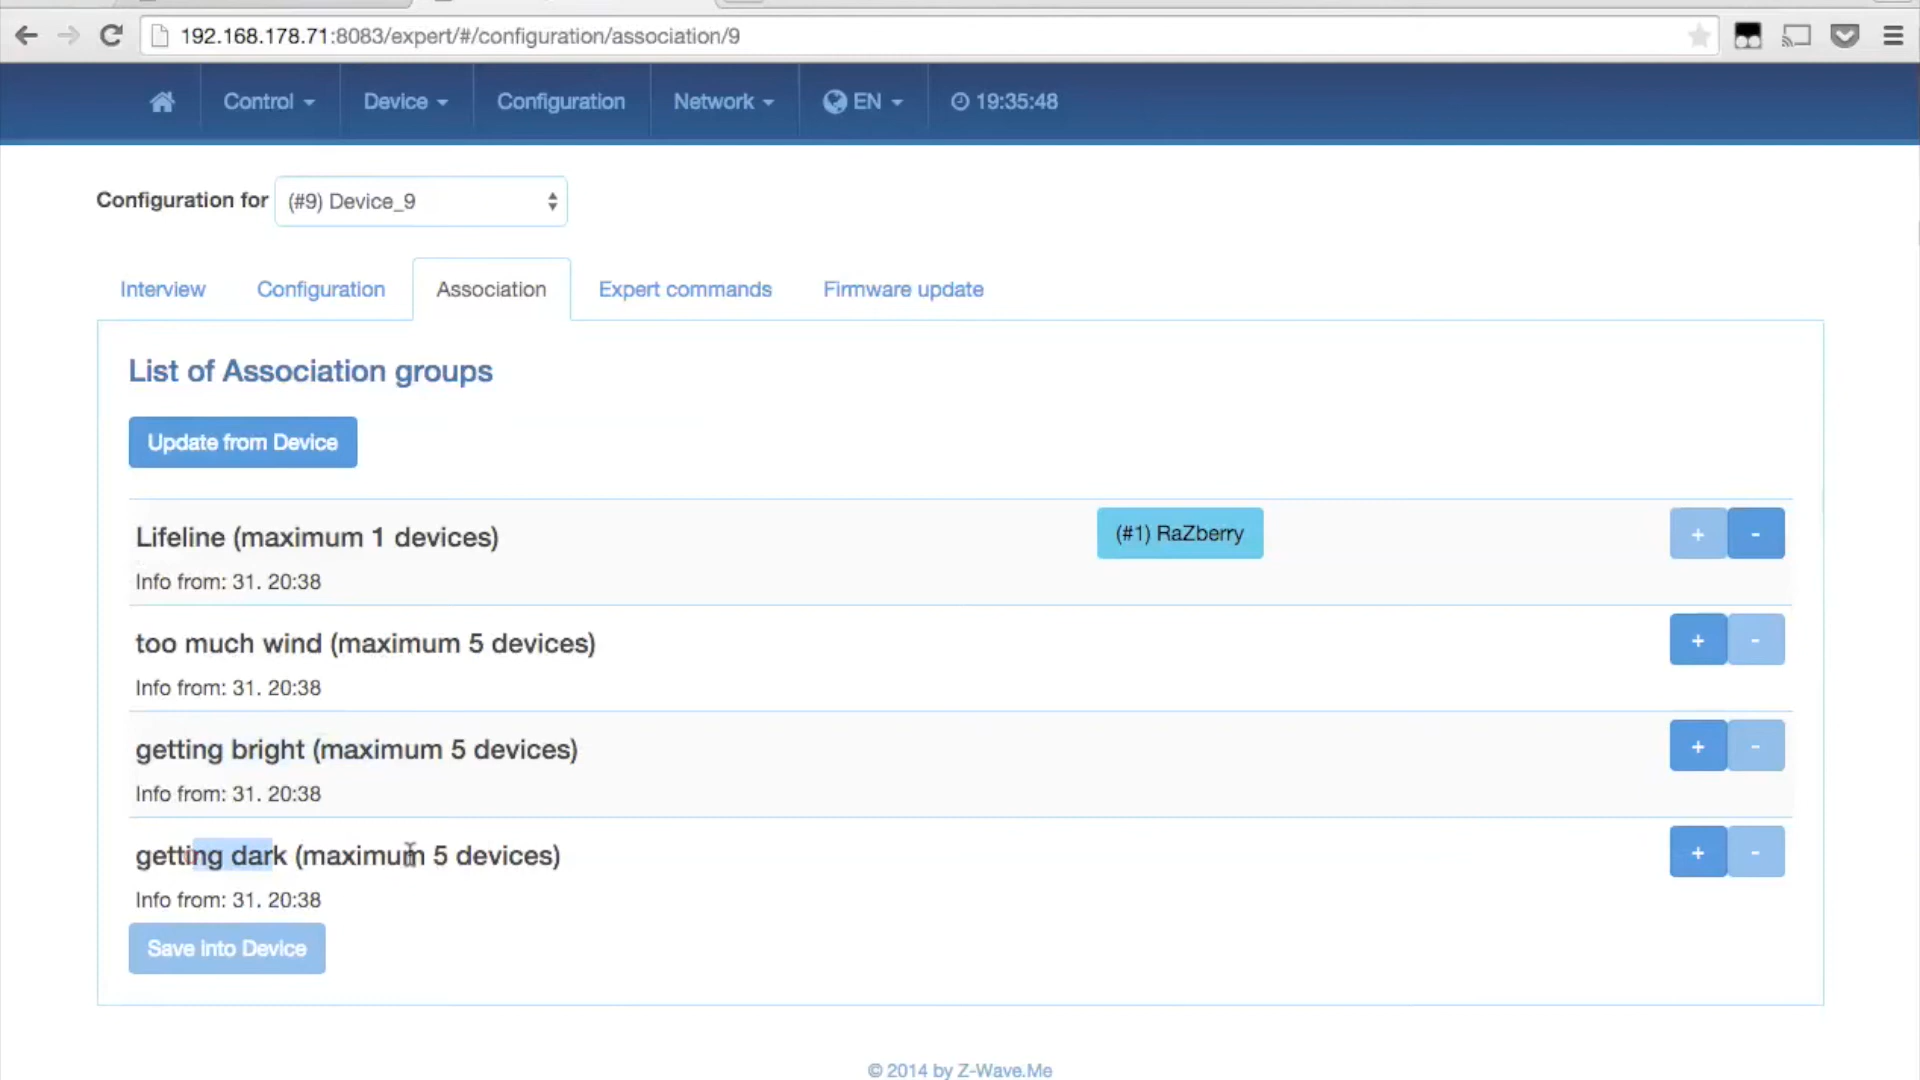 192.168.178.71:8083/expert/#/configuration/association/9
Control Device Configuration Network EN 19:35:48
Configuration for (#9) Device_9
Interview Configuration Association Expert commands Firmware update
List of Association groups
Update from Device
Lifeline (maximum 1 devices) (#1) RaZberry + -
Info from: 31. 20:38
too much wind (maximum 5 devices) + -
Info from: 31. 20:38
getting bright (maximum 5 devices) + -
Info from: 31. 20:38
getting dark (maximum 5 devices) + -
Info from: 31. 20:38
Save into Device
© 2014 by Z-Wave.Me